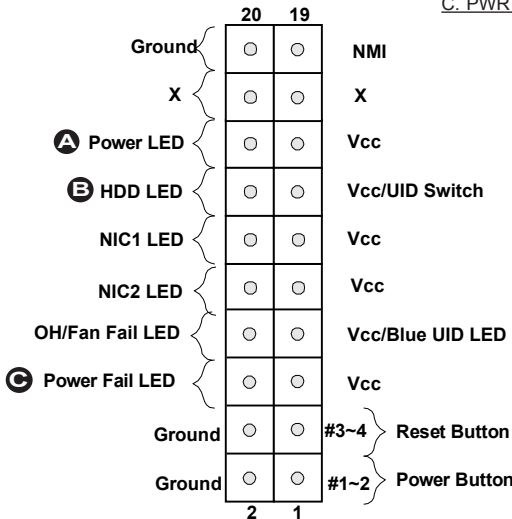 C. PWR
20 19
Ground NMI
X X
A Power LED Vcc
B HDD LED Vcc/UID Switch
NIC1 LED Vcc
NIC2 LED Vcc
OH/Fan Fail LED Vcc/Blue UID LED
C Power Fail LED Vcc
Ground #3~4 Reset Button
Ground #1~2 Power Button
2 1